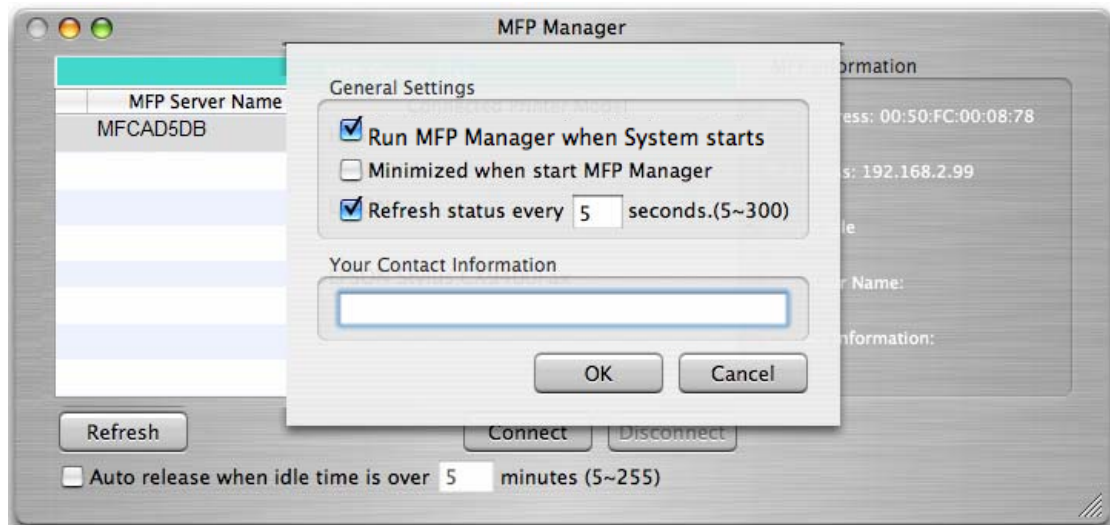 MFP Manager
General Settings
Run MFP Manager when System starts
Minimized when start MFP Manager
Refresh status every 5 seconds.(5~300)
Your Contact Information
OK Cancel
MFP Server Name
MFCAD5DB
ormation
ess: 00:50:FC:00:08:78
s: 192.168.2.99
le
r Name:
nformation:
Refresh Connect Disconnect
Auto release when idle time is over 5 minutes (5~255)